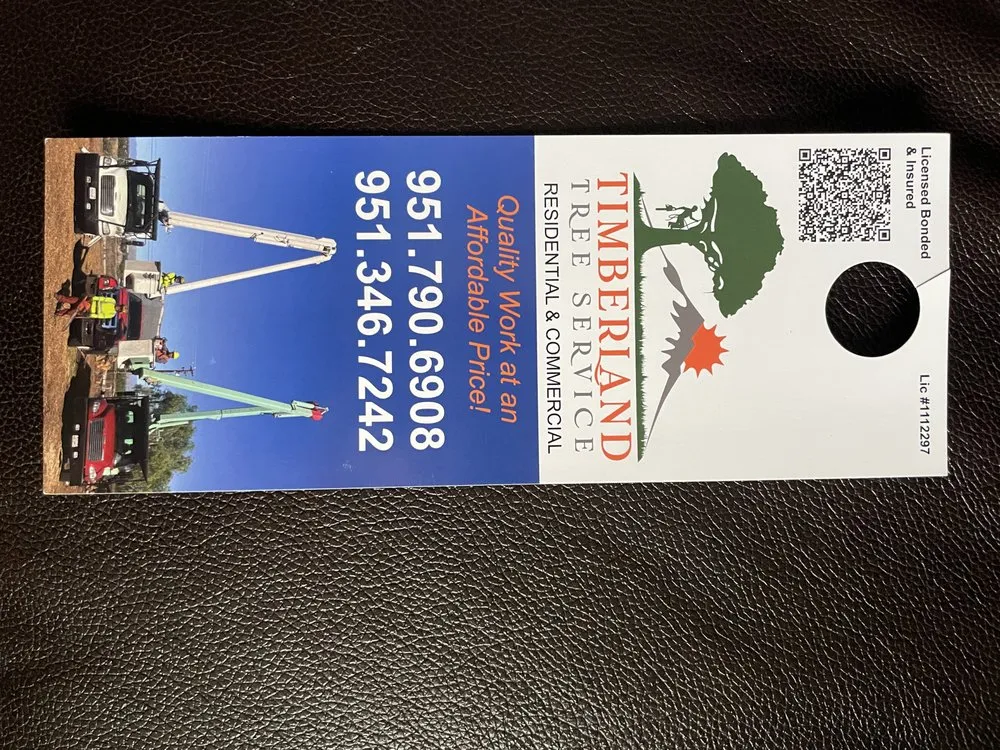 Licensed Bonded
& Insured
Lic #1112297
TIMBERLAND
TREE SERVICE
RESIDENTIAL & COMMERCIAL
Quality Work at an
Affordable Price!
951.790.6908
951.346.7242